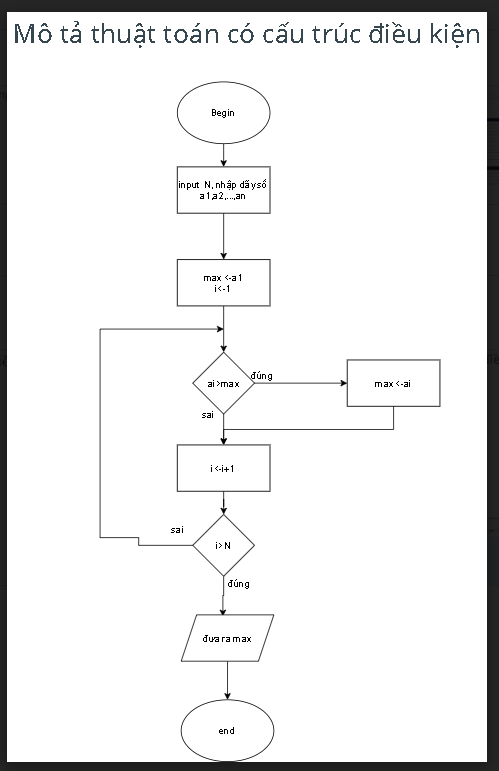 Mô tả thuật toán có cấu trúc điều kiện
Begin
input N, nhập dãy số
a1,a2,...,an
max <-a1
i<-1
ai>max
đúng
max <-ai
sai
i<-i+1
sai
i>N
đúng
đưa ra max
end